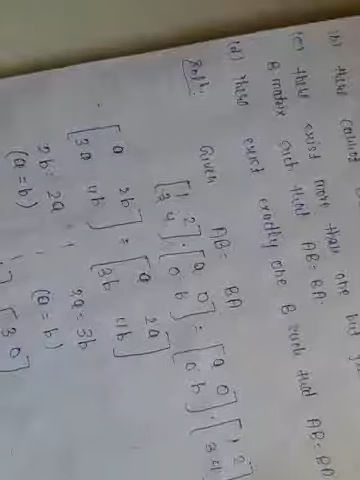 (b) there cannot
(c) there exist more than one but
B matrix such that AB = BA
(d) there exist exactly one B such that AB = BA
Soln:
Given AB = BA
[1 2 3 4] · [a 0 0 b] = [a 0 0 b] · [1 2 3 4]
[a 2b 3a 4b] = [a 2a 3b 4b]
2b = 2a 3a = 3b
(a = b) (a = b)
[3 0]